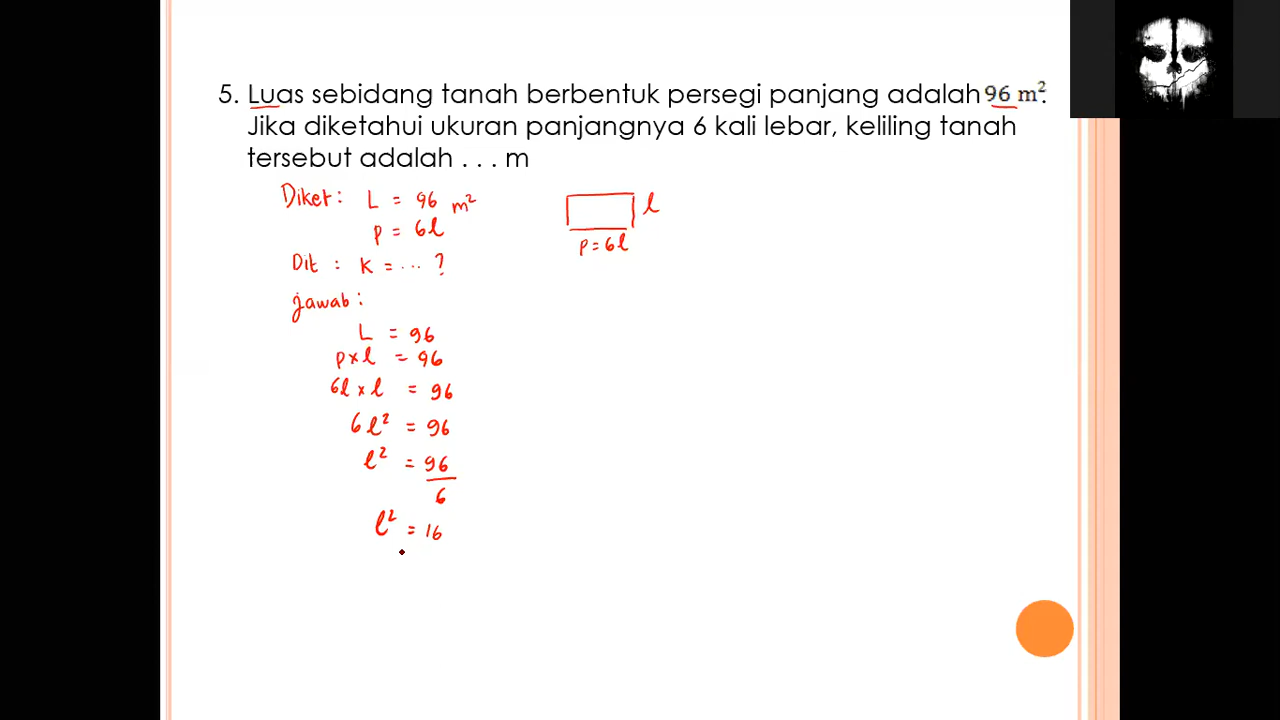 5. Luas sebidang tanah berbentuk persegi panjang adalah 96 m².
Jika diketahui ukuran panjangnya 6 kali lebar, keliling tanah
tersebut adalah . . . m
Diket : L = 96 m²
p = 6l
l
p = 6l
Dit : K = ... ?
Jawab :
L = 96
p x l = 96
6l x l = 96
6l² = 96
l² = 96/6
l² = 16